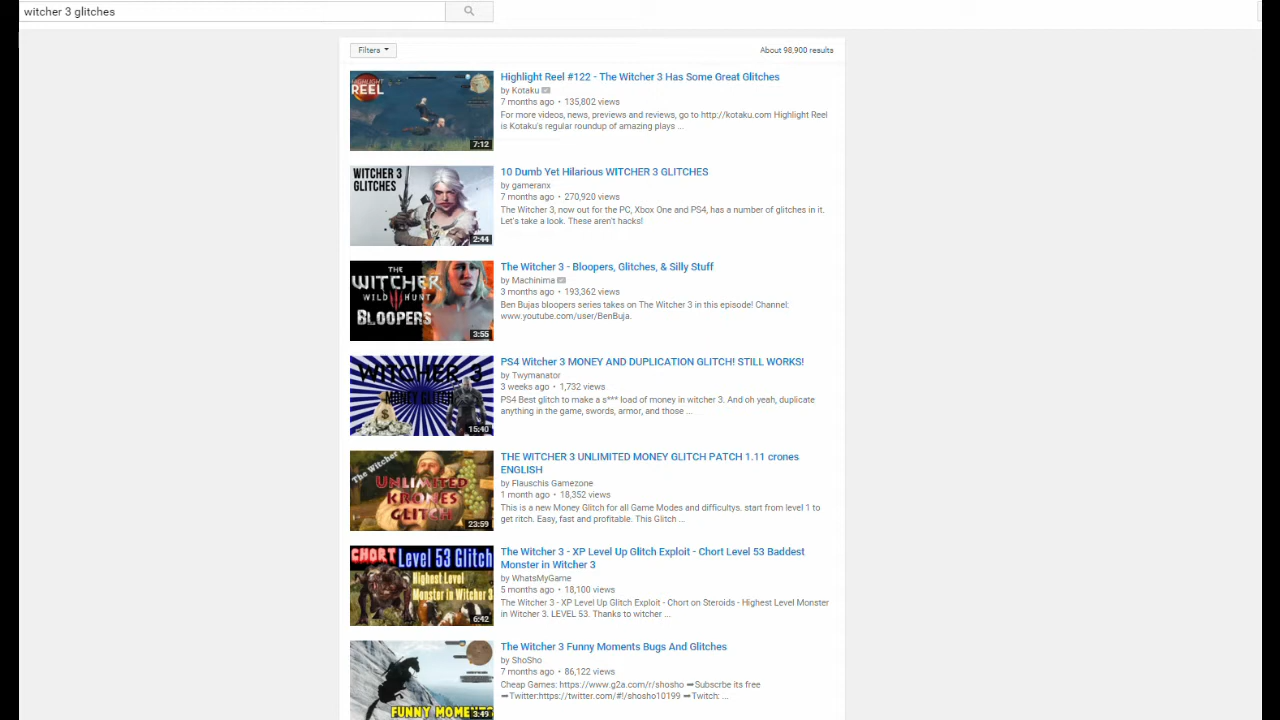 witcher 3 glitches
Filters
About 98,900 results
HIGHLIGHT
REEL
7:12
Highlight Reel #122 - The Witcher 3 Has Some Great Glitches
by Kotaku
7 months ago • 135,802 views
For more videos, news, previews and reviews, go to http://kotaku.com Highlight Reel
is Kotaku's regular roundup of amazing plays ...
WITCHER 3
GLITCHES
2:44
10 Dumb Yet Hilarious WITCHER 3 GLITCHES
by gameranx
7 months ago • 270,920 views
The Witcher 3, now out for the PC, Xbox One and PS4, has a number of glitches in it.
Let's take a look. These aren't hacks!
THE
WITCHER
WILD HUNT
BLOOPERS
3:55
The Witcher 3 - Bloopers, Glitches, & Silly Stuff
by Machinima
3 months ago • 193,362 views
Ben Bujas bloopers series takes on The Witcher 3 in this episode! Channel:
www.youtube.com/user/BenBuja.
WITCHER 3
MONEY GLITCH
15:40
PS4 Witcher 3 MONEY AND DUPLICATION GLITCH! STILL WORKS!
by Twymanator
3 weeks ago • 1,732 views
PS4 Best glitch to make a s*** load of money in witcher 3. And oh yeah, duplicate
anything in the game, swords, armor, and those ...
The Witcher
UNLIMITED
KRONES
GLITCH
23:59
THE WITCHER 3 UNLIMITED MONEY GLITCH PATCH 1.11 crones
ENGLISH
by Flauschis Gamezone
1 month ago • 18,352 views
This is a new Money Glitch for all Game Modes and difficultys. start from level 1 to
get ritch. Easy, fast and profitable. This Glitch ...
CHORT Level 53 Glitch
Highest Level
Monster in Witcher 3
6:42
The Witcher 3 - XP Level Up Glitch Exploit - Chort Level 53 Baddest
Monster in Witcher 3
by WhatsMyGame
5 months ago • 18,100 views
The Witcher 3 - XP Level Up Glitch Exploit - Chort on Steroids - Highest Level Monster
in Witcher 3. LEVEL 53. Thanks to witcher ...
FUNNY MOMENTS
3:49
The Witcher 3 Funny Moments Bugs And Glitches
by ShoSho
7 months ago • 86,122 views
Cheap Games: https://www.g2a.com/r/shosho ➡Subscrbe its free
➡Twitter:https://twitter.com/#!/shosho10199 ➡Twitch: ...